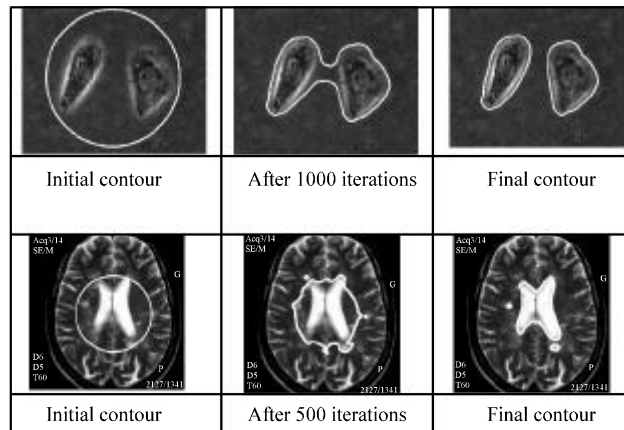 Initial contour
After 1000 iterations
Final contour
Acq3/14
SE/M
G
D6
D5
T60
P
2127/1341
Acq3/14
SE/M
G
D6
D5
T60
P
2127/1341
Acq3/14
SE/M
G
D6
D5
T60
P
2127/1341
Initial contour
After 500 iterations
Final contour